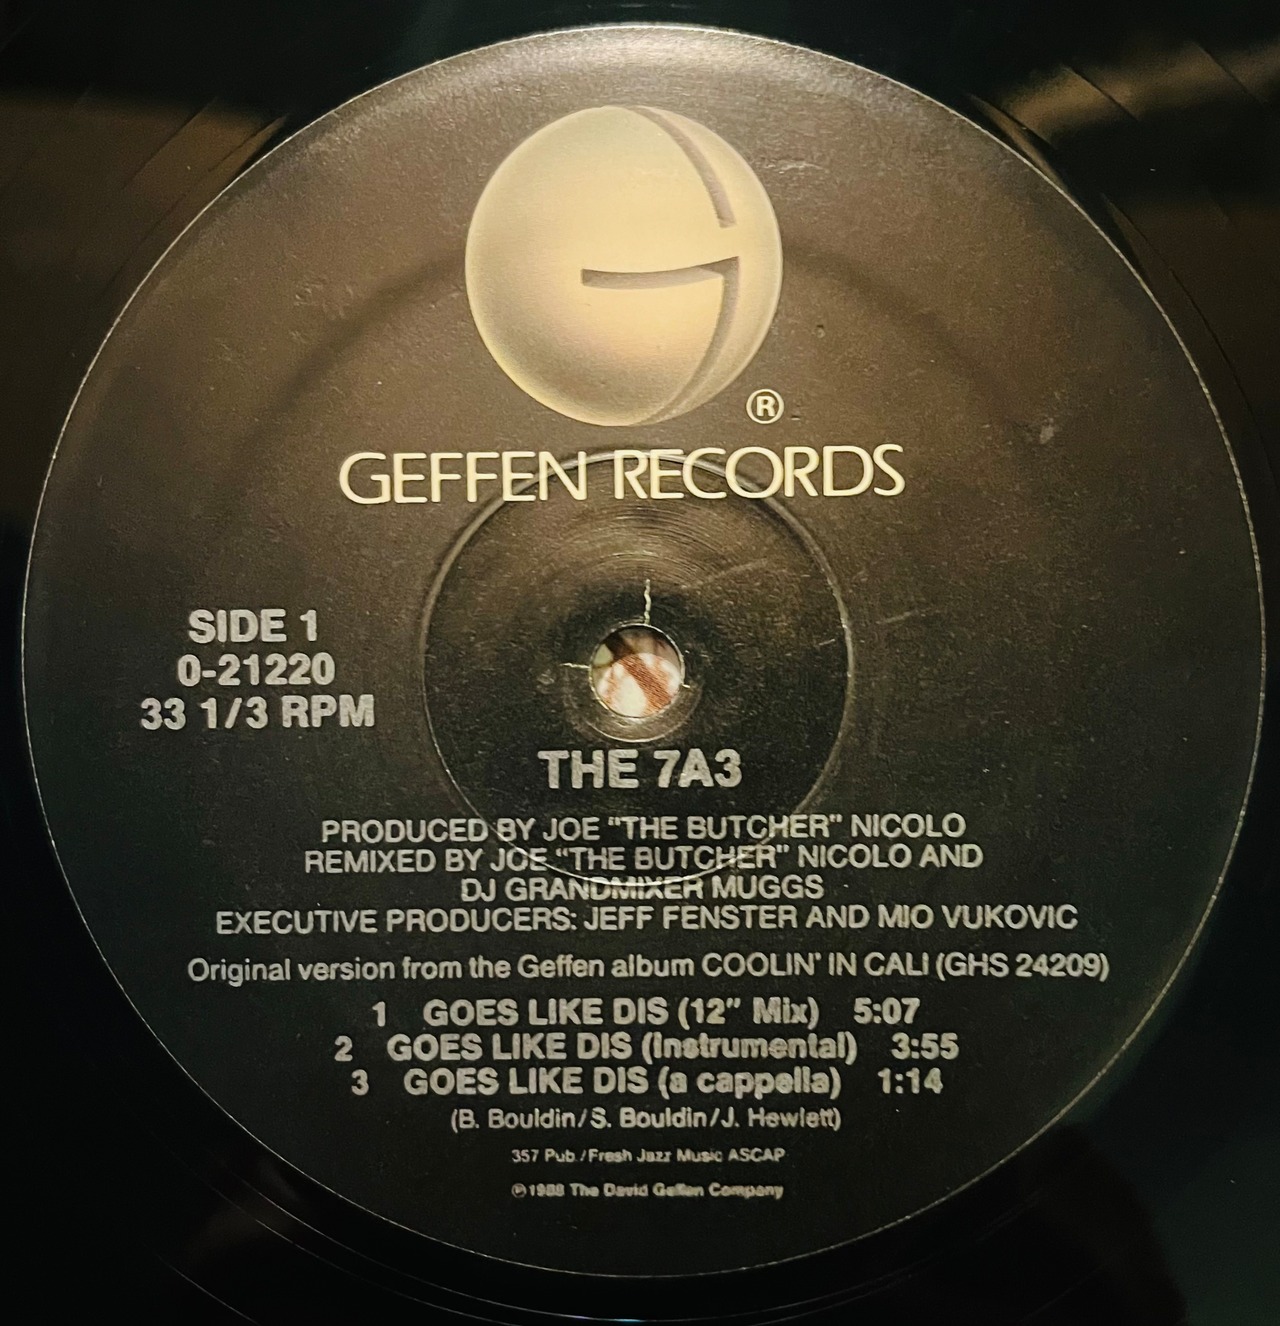 ®
GEFFEN RECORDS
SIDE 1
0-21220
33 1/3 RPM
THE 7A3
PRODUCED BY JOE "THE BUTCHER" NICOLO
REMIXED BY JOE "THE BUTCHER" NICOLO AND
DJ GRANDMIXER MUGGS
EXECUTIVE PRODUCERS: JEFF FENSTER AND MIO VUKOVIC
Original version from the Geffen album COOLIN' IN CALI (GHS 24209)
1 GOES LIKE DIS (12" Mix) 5:07
2 GOES LIKE DIS (Instrumental) 3:55
3 GOES LIKE DIS (a cappella) 1:14
(B. Bouldin/S. Bouldin/J. Hewlett)
357 Pub./Fresh Jazz Music ASCAP
℗ 1988 The David Geffen Company